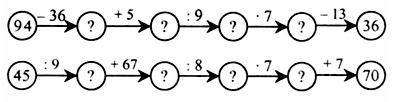 94 − 36 ? + 5 ? : 9 ? · 7 ? − 13 36
45 : 9 ? + 67 ? : 8 ? · 7 ? + 7 70